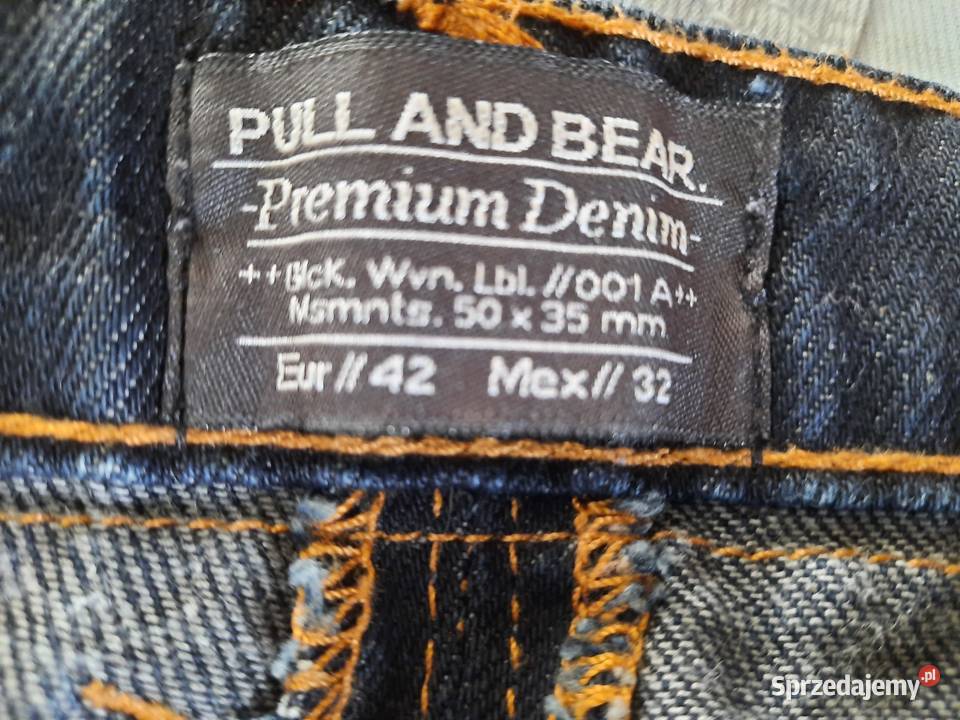 PULL AND BEAR.
-Premium Denim-
++Blck. Wvn. Lbl. //001 A++
Msmnts. 50 x 35 mm
Eur // 42 Mex // 32
Sprzedajemy.pl